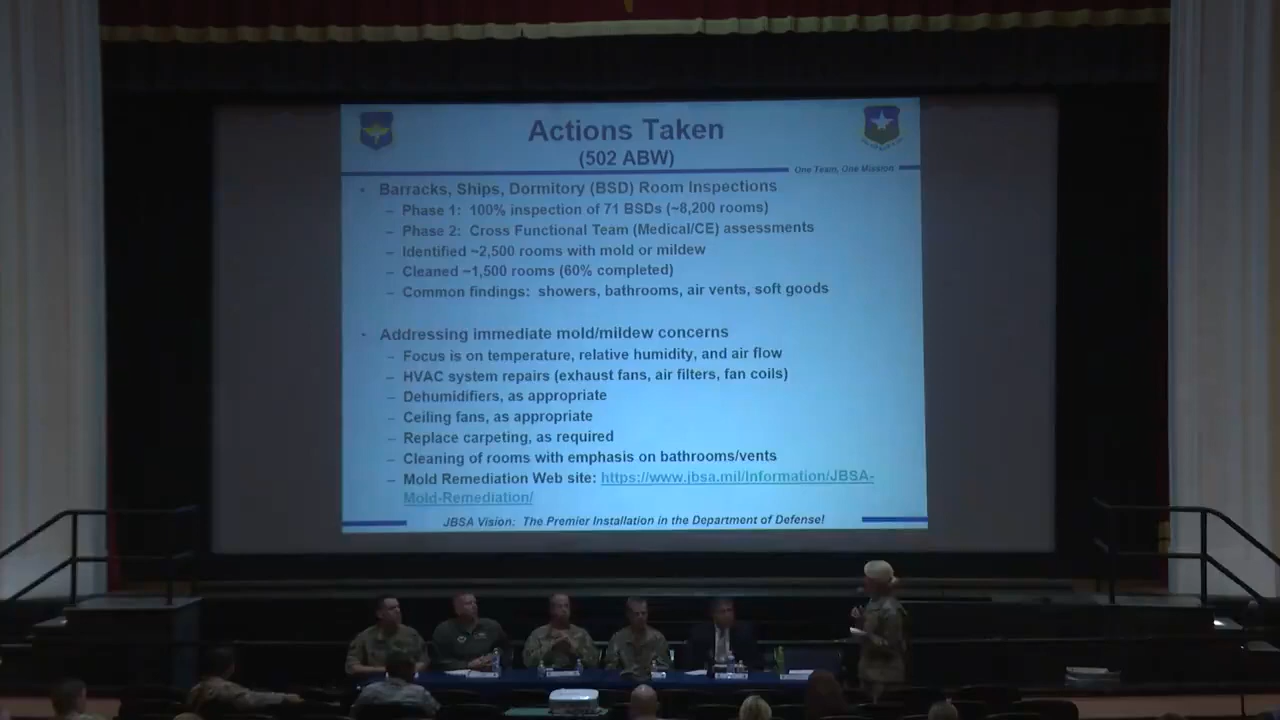 Actions Taken
(502 ABW)
One Team, One Mission
· Barracks, Ships, Dormitory (BSD) Room Inspections
– Phase 1: 100% inspection of 71 BSDs (~8,200 rooms)
– Phase 2: Cross Functional Team (Medical/CE) assessments
– Identified ~2,500 rooms with mold or mildew
– Cleaned ~1,500 rooms (60% completed)
– Common findings: showers, bathrooms, air vents, soft goods
· Addressing immediate mold/mildew concerns
– Focus is on temperature, relative humidity, and air flow
– HVAC system repairs (exhaust fans, air filters, fan coils)
– Dehumidifiers, as appropriate
– Ceiling fans, as appropriate
– Replace carpeting, as required
– Cleaning of rooms with emphasis on bathrooms/vents
– Mold Remediation Web site: https://www.jbsa.mil/Information/JBSA-
Mold-Remediation/
JBSA Vision: The Premier Installation in the Department of Defense!